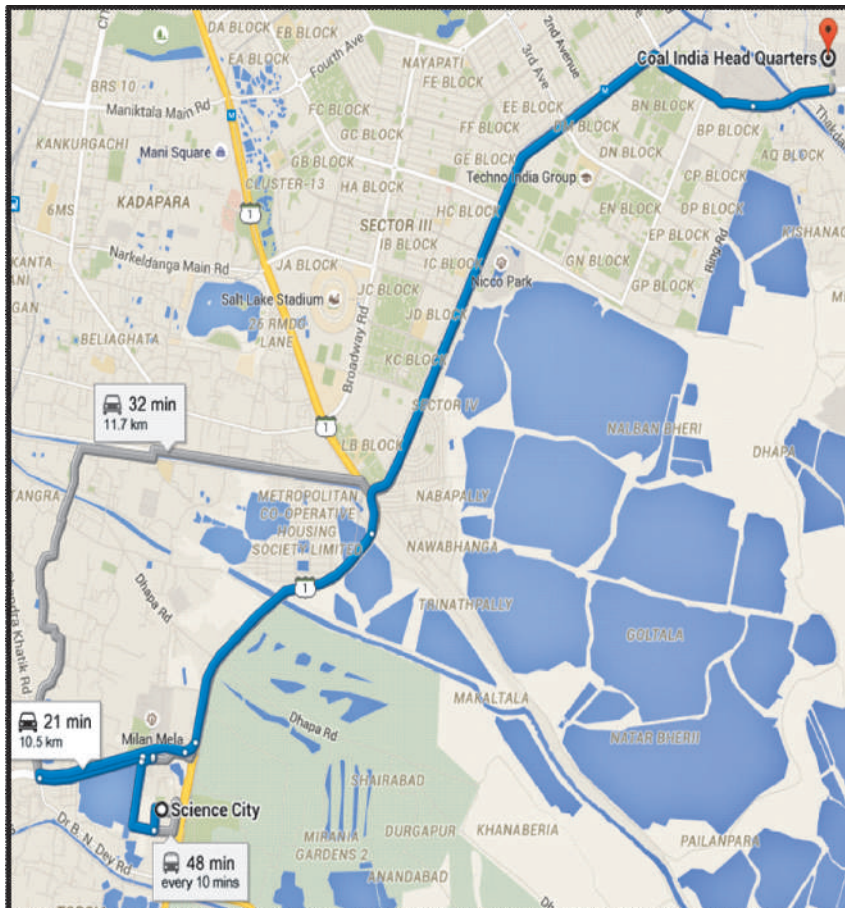 DA BLOCK
EB BLOCK
EA BLOCK
Fourth Ave
NAYAPATI
FE BLOCK
3rd Ave
2nd Avenue
Coal India Head Quarters
BRS 10
Maniktala Main Rd
FC BLOCK
EE BLOCK
BN BLOCK
KANKURGACHI
GC BLOCK
FF BLOCK
BP BLOCK
Mani Square
GB BLOCK
GE BLOCK
DN BLOCK
AQ BLOCK
CLUSTER-13
HA BLOCK
Techno India Group
CP BLOCK
KADAPARA
6MS
1
SECTOR III
HC BLOCK
EN BLOCK
DP BLOCK
IB BLOCK
EP BLOCK
Ring Rd
Narkeldanga Main Rd
JA BLOCK
IC BLOCK
GN BLOCK
Nicco Park
GP BLOCK
JC BLOCK
Salt Lake Stadium
JD BLOCK
LANE
BELIAGHATA
Broadway Rd
KC BLOCK
32 min
11.7 km
SECTOR IV
1
LB BLOCK
NALBAN BHERI
DHAPA
METROPOLITAN
CO-OPERATIVE
HOUSING
SOCIETY LIMITED
NABAPALLY
NAWABHANGA
1
Dhapa Rd
TRINATHPALLY
GOLTALA
Khatik Rd
MAKALTALA
21 min
10.5 km
Milan Mela
Dhapa Rd
NATAR BHERII
SHAIRABAD
Science City
Dr B. N. Dey Rd
MIRANIA
GARDENS 2
DURGAPUR
KHANABERIA
PAILANPARA
48 min
every 10 mins
ANANDABAD